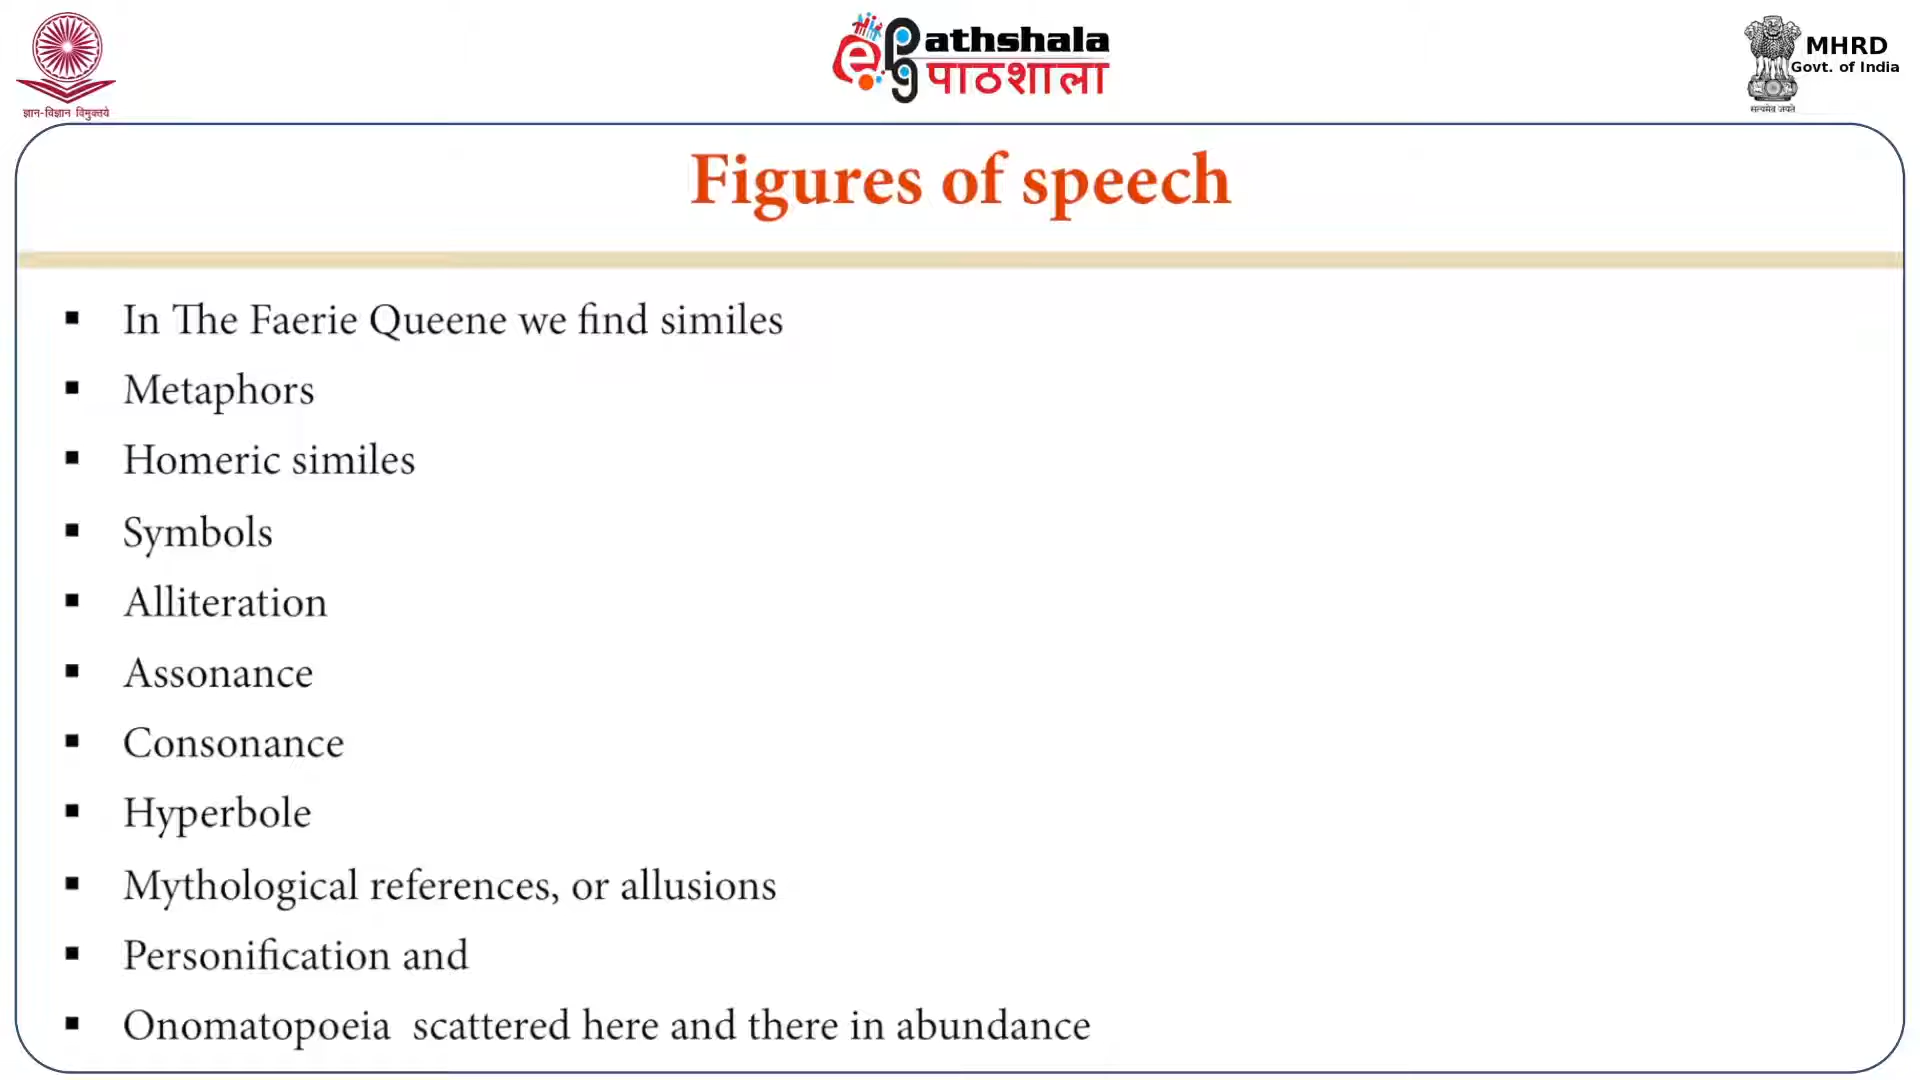 ज्ञान-विज्ञान विमुक्तये
ePg Pathshala
पाठशाला
MHRD
Govt. of India
सत्यमेव जयते
Figures of speech
▪ In The Faerie Queene we find similes
▪ Metaphors
▪ Homeric similes
▪ Symbols
▪ Alliteration
▪ Assonance
▪ Consonance
▪ Hyperbole
▪ Mythological references, or allusions
▪ Personification and
▪ Onomatopoeia scattered here and there in abundance